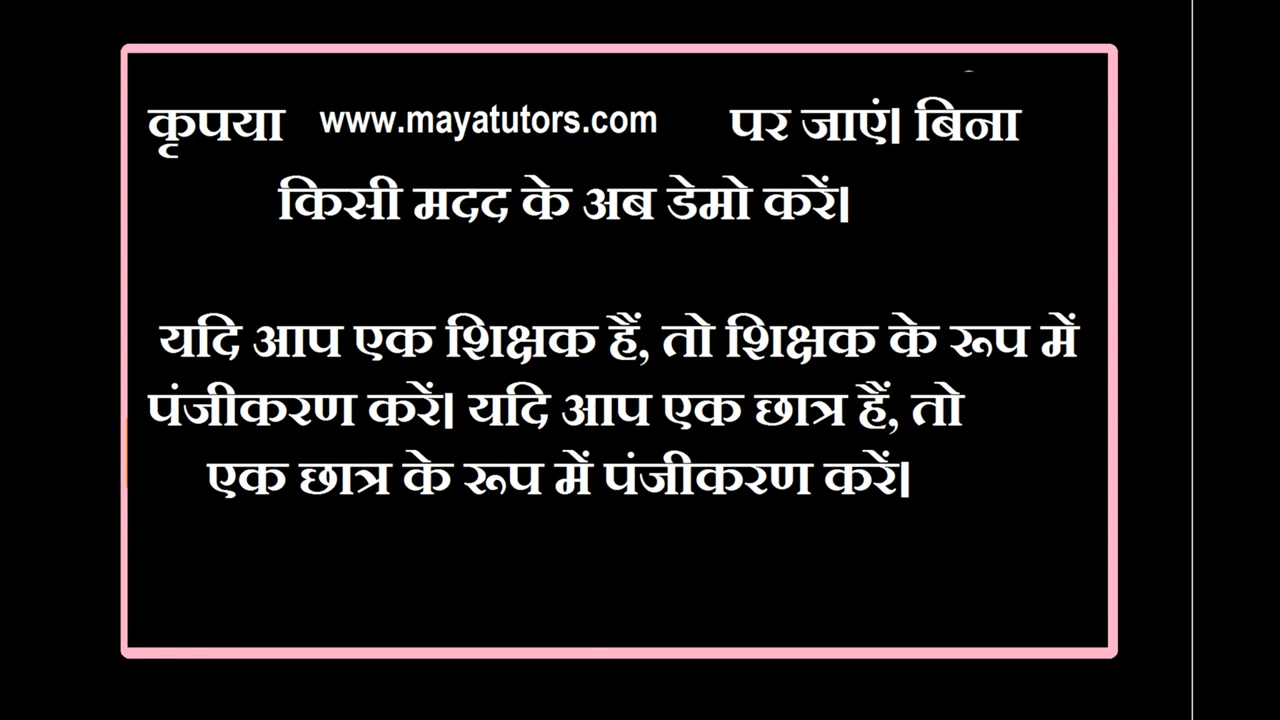 कृपया www.mayatutors.com पर जाएं। बिना
किसी मदद के अब डेमो करें।
यदि आप एक शिक्षक हैं, तो शिक्षक के रूप में
पंजीकरण करें। यदि आप एक छात्र हैं, तो
एक छात्र के रूप में पंजीकरण करें।